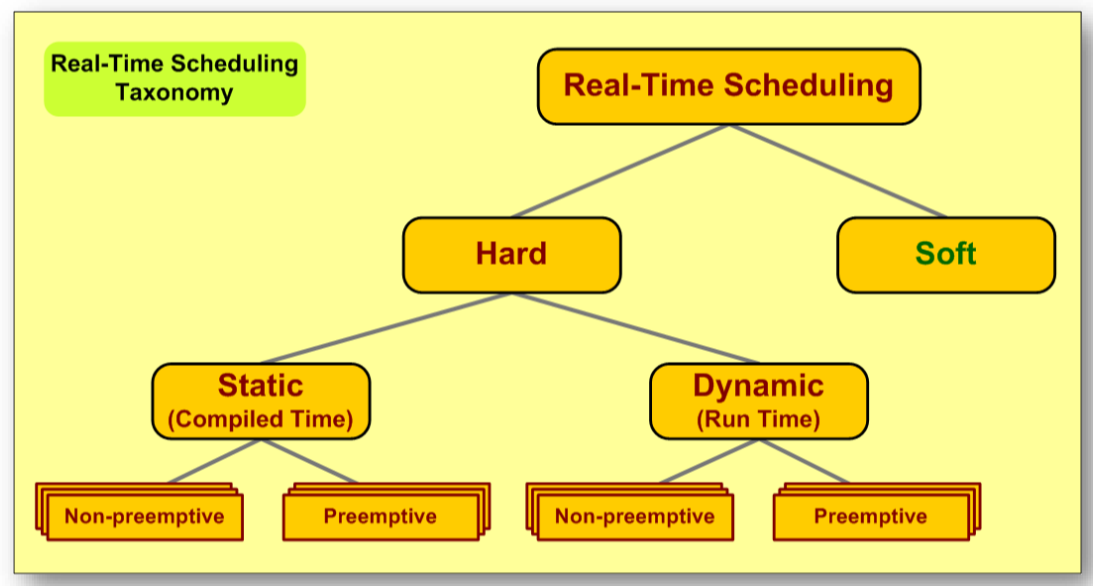 Real-Time Scheduling
Taxonomy
Real-Time Scheduling
Hard
Soft
Static
(Compiled Time)
Dynamic
(Run Time)
Non-preemptive
Preemptive
Non-preemptive
Preemptive